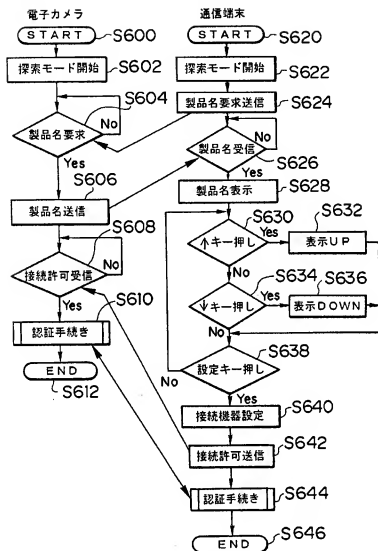 電子カメラ
START
S600
探索モード開始
S602
S604
製品名要求
No
Yes
S606
製品名送信
S608
接続許可受信
No
Yes
S610
認証手続き
END
S612
通信端末
START
S620
探索モード開始
S622
製品名要求送信
S624
製品名受信
No
S626
Yes
製品名表示
S628
S630
↑キー押し
Yes
S632
表示UP
No
S634
↓キー押し
Yes
S636
表示DOWN
No
S638
設定キー押し
No
Yes
接続機器設定
S640
接続許可送信
S642
認証手続き
S644
END
S646